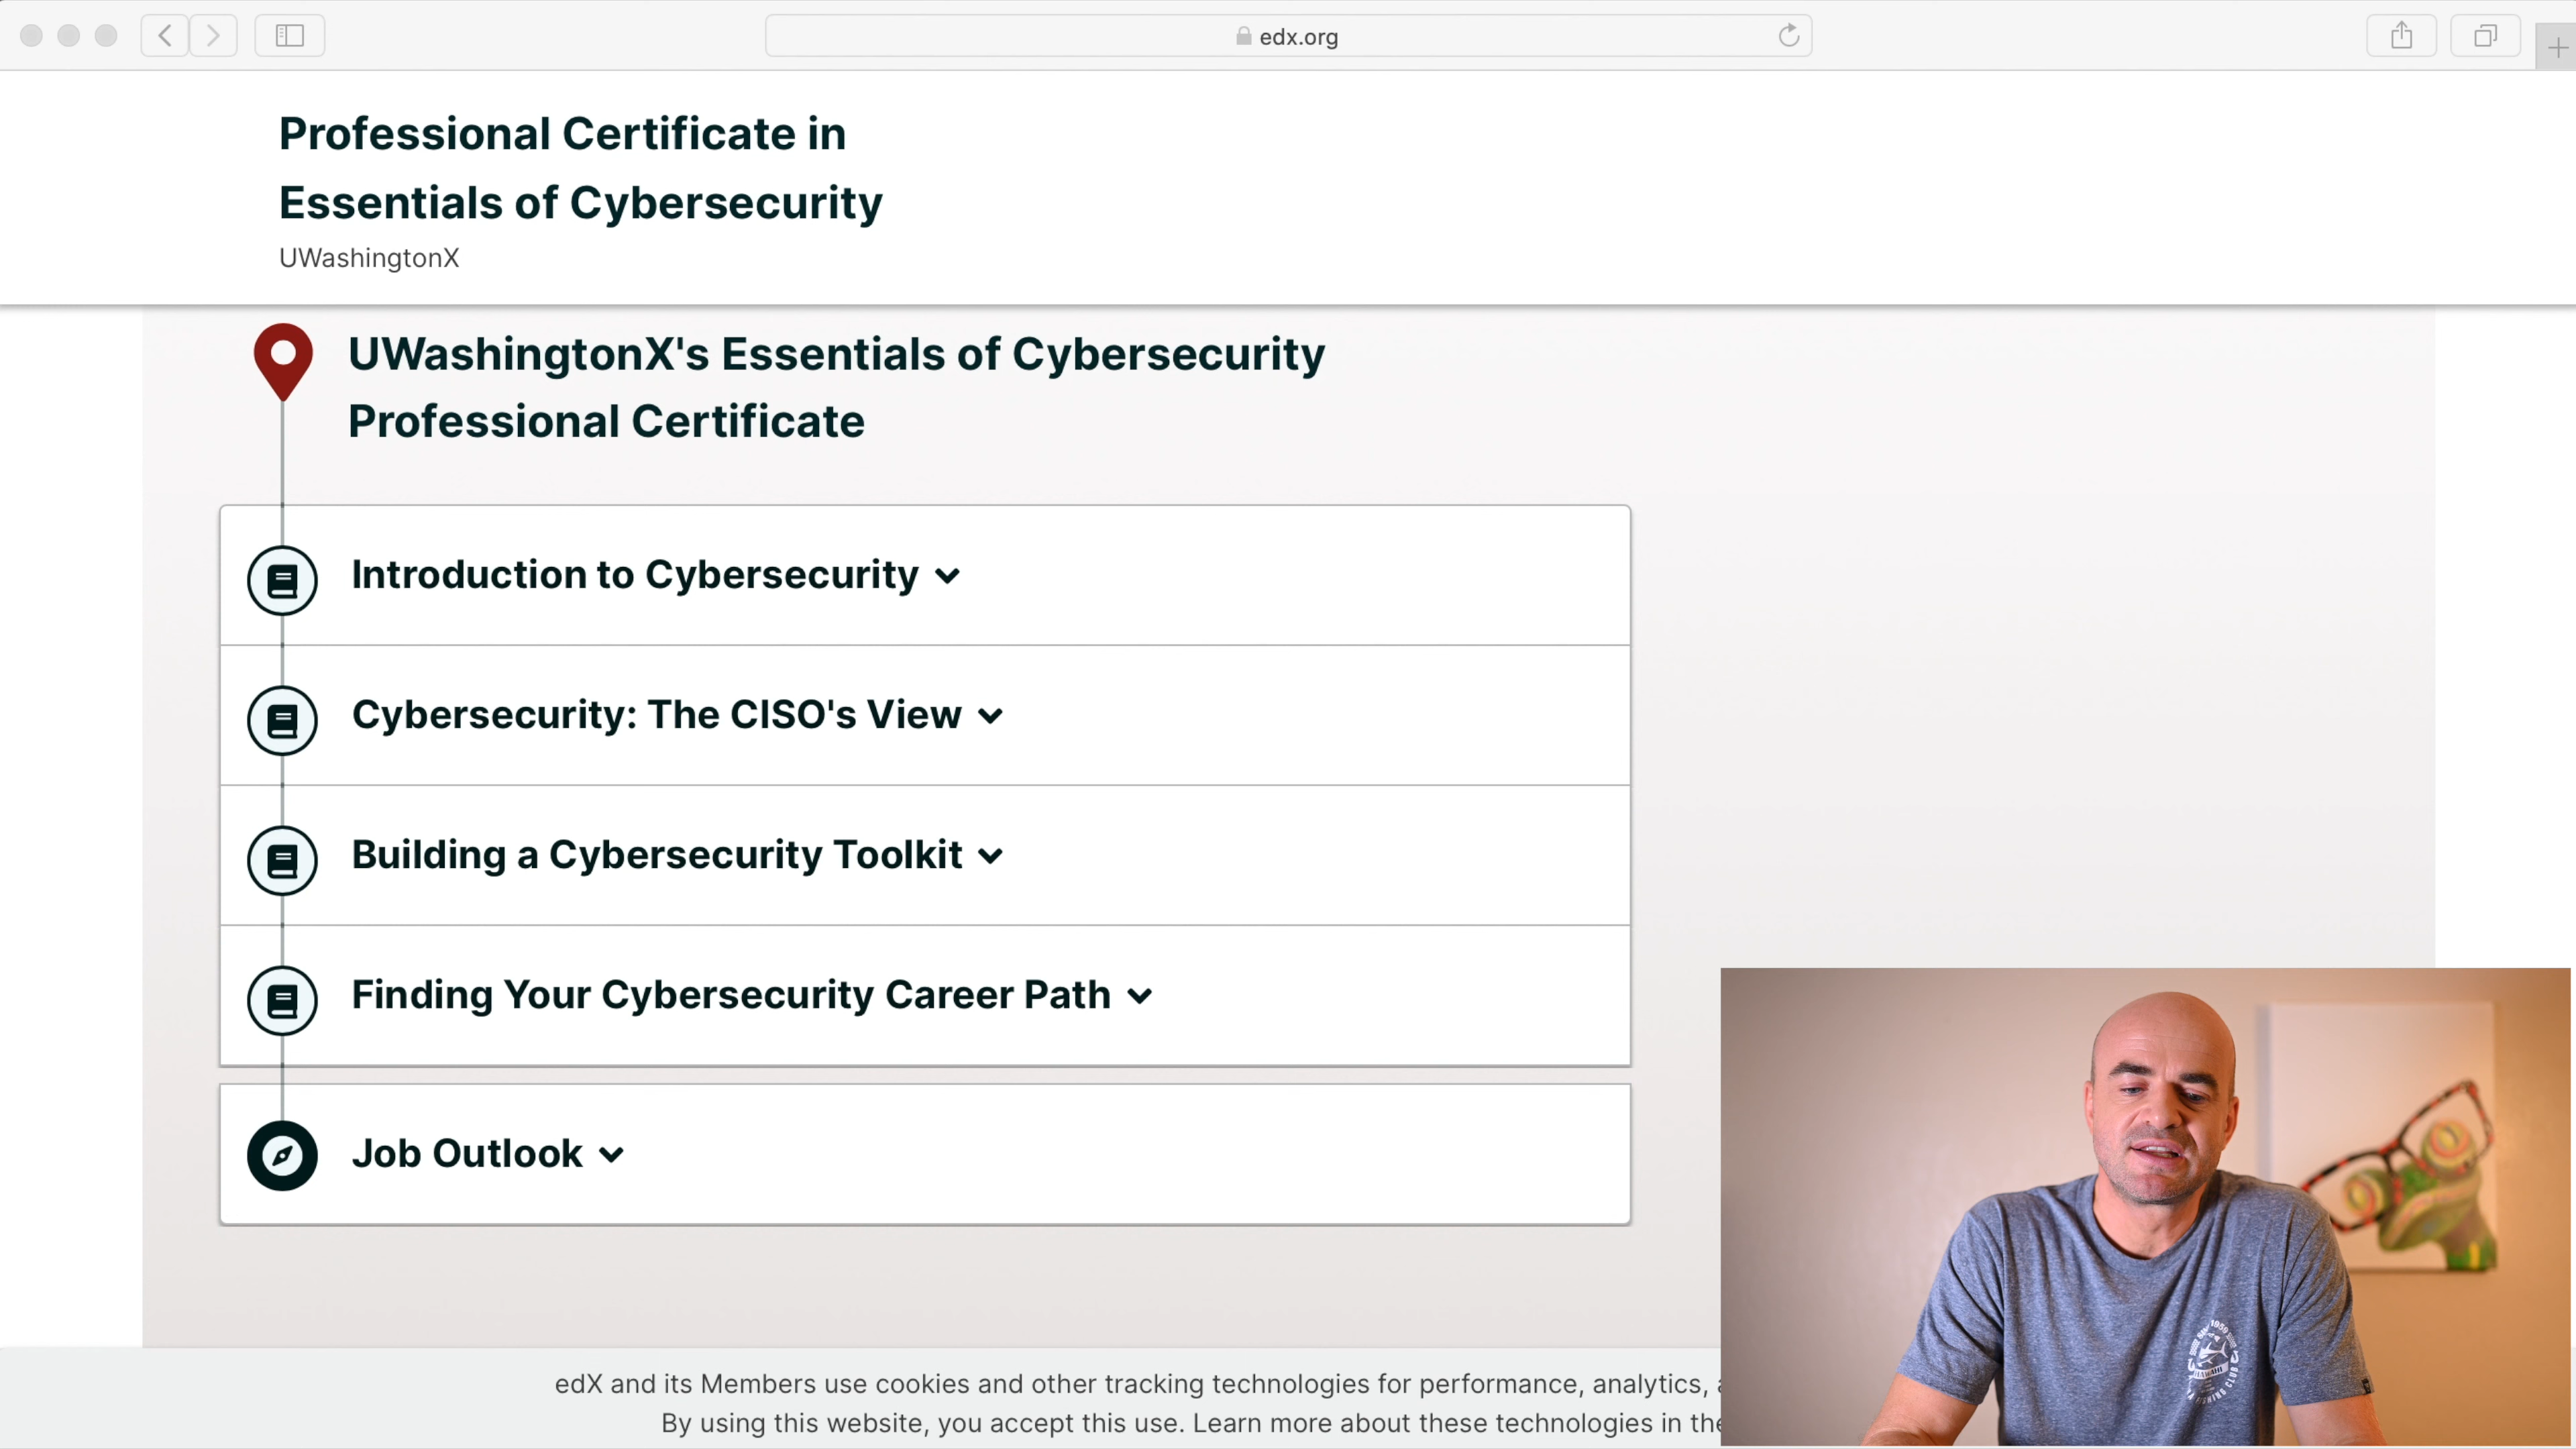 edx.org
Professional Certificate in
Essentials of Cybersecurity
UWashingtonX
UWashingtonX's Essentials of Cybersecurity
Professional Certificate
Introduction to Cybersecurity
Cybersecurity: The CISO's View
Building a Cybersecurity Toolkit
Finding Your Cybersecurity Career Path
Job Outlook
edX and its Members use cookies and other tracking technologies for performance, analytics,
By using this website, you accept this use. Learn more about these technologies in the
1959